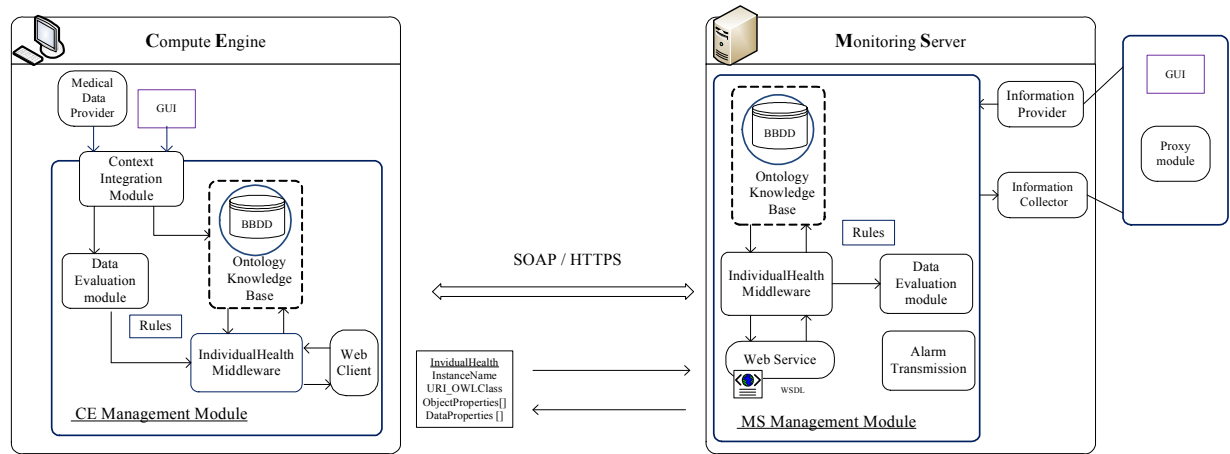 Compute Engine
Medical
Data
Provider
GUI
Context
Integration
Module
BBDD
Ontology
Knowledge
Base
Data
Evaluation
module
Rules
IndividualHealth
Middleware
Web
Client
CE Management Module
SOAP / HTTPS
InvidualHealth
InstanceName
URI_OWLClass
ObjectProperties[]
DataProperties []
Monitoring Server
BBDD
Ontology
Knowledge
Base
Rules
IndividualHealth
Middleware
Data
Evaluation
module
Web Service
WSDL
Alarm
Transmission
MS Management Module
Information
Provider
Information
Collector
GUI
Proxy
module